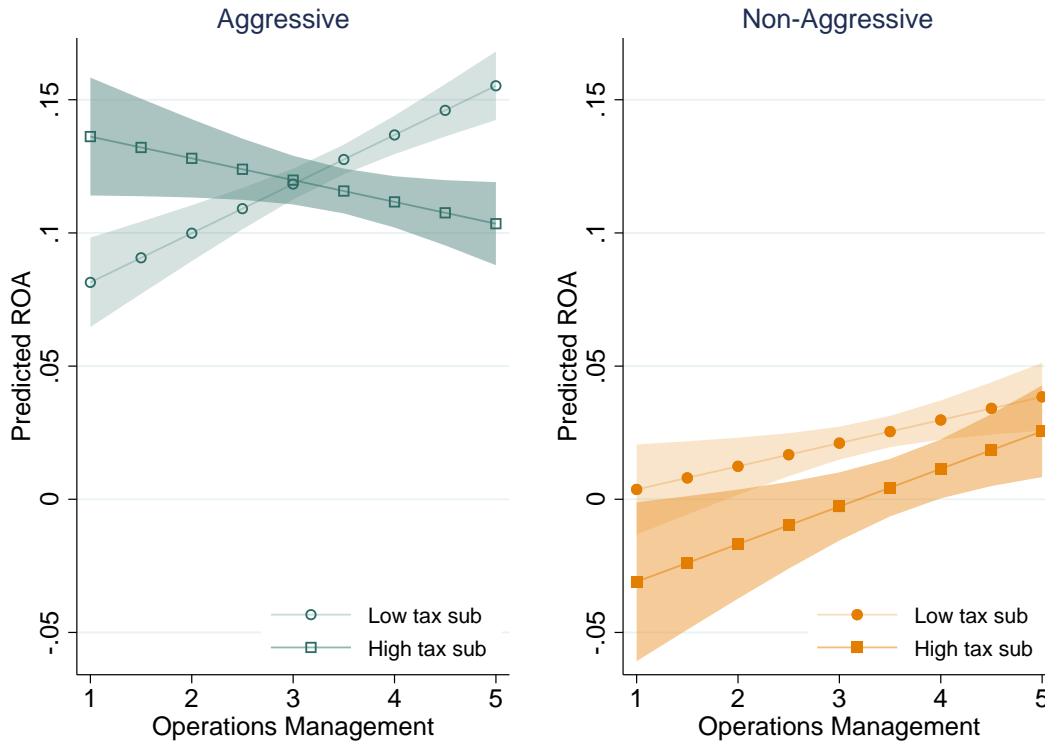 Aggressive
Predicted ROA
.15
.1
.05
0
-.05
Low tax sub
High tax sub
1 2 3 4 5
Operations Management
Non-Aggressive
Predicted ROA
.15
.1
.05
0
-.05
Low tax sub
High tax sub
1 2 3 4 5
Operations Management